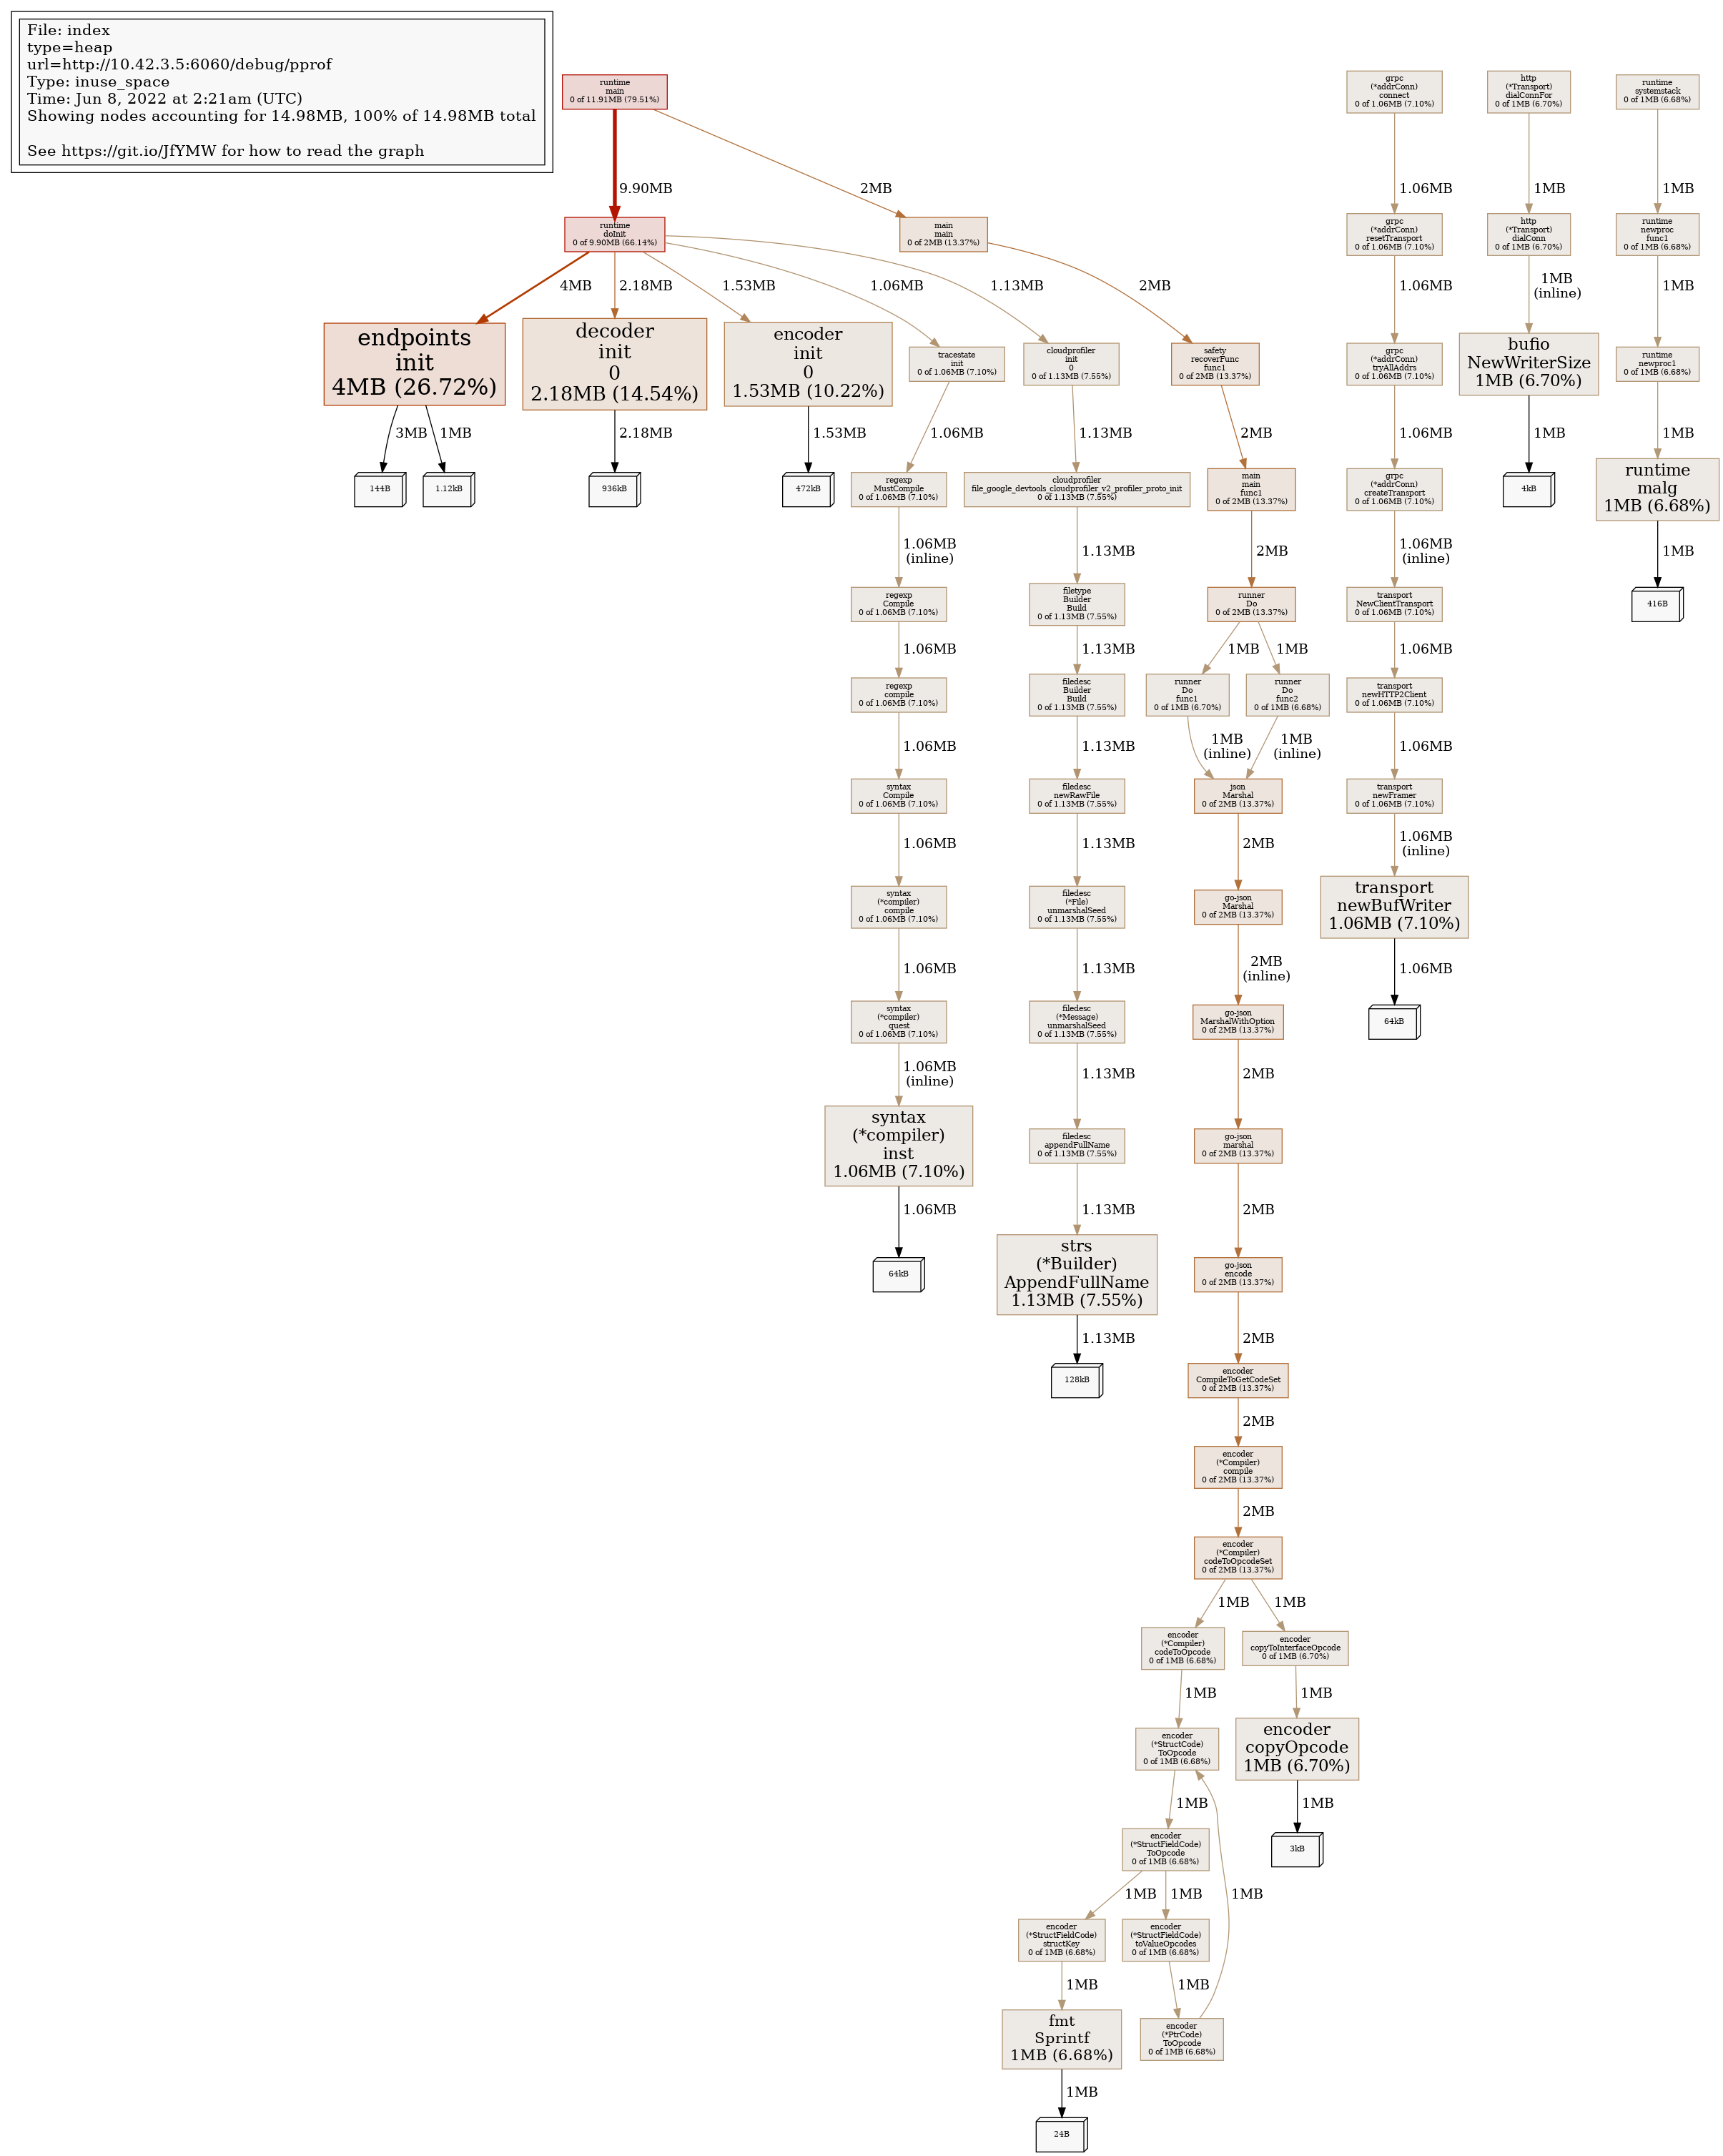 File: index
type=heap
url=http://10.42.3.5:6060/debug/pprof
Type: inuse_space
Time: Jun 8, 2022 at 2:21am (UTC)
Showing nodes accounting for 14.98MB, 100% of 14.98MB total
See https://git.io/JfYMW for how to read the graph
runtime
main
0 of 11.91MB (79.51%)
grpc
(*addrConn)
connect
0 of 1.06MB (7.10%)
http
(*Transport)
dialConnFor
0 of 1MB (6.70%)
runtime
systemstack
0 of 1MB (6.68%)
9.90MB
2MB
1.06MB
1MB
1MB
runtime
doInit
0 of 9.90MB (66.14%)
main
main
0 of 2MB (13.37%)
grpc
(*addrConn)
resetTransport
0 of 1.06MB (7.10%)
http
(*Transport)
dialConn
0 of 1MB (6.70%)
runtime
newproc
func1
0 of 1MB (6.68%)
4MB
2.18MB
1.53MB
1.06MB
1.13MB
2MB
1.06MB
1MB
(inline)
1MB
endpoints
init
4MB (26.72%)
decoder
init
0
2.18MB (14.54%)
encoder
init
0
1.53MB (10.22%)
tracestate
init
0 of 1.06MB (7.10%)
cloudprofiler
init
0
0 of 1.13MB (7.55%)
safety
recoverFunc
func1
0 of 2MB (13.37%)
grpc
(*addrConn)
tryAllAddrs
0 of 1.06MB (7.10%)
bufio
NewWriterSize
1MB (6.70%)
runtime
newproc1
0 of 1MB (6.68%)
3MB
1MB
2.18MB
1.53MB
1.06MB
1.13MB
2MB
1.06MB
1MB
1MB
144B
1.12kB
936kB
472kB
regexp
MustCompile
0 of 1.06MB (7.10%)
cloudprofiler
file_google_devtools_cloudprofiler_v2_profiler_proto_init
0 of 1.13MB (7.55%)
main
main
func1
0 of 2MB (13.37%)
grpc
(*addrConn)
createTransport
0 of 1.06MB (7.10%)
4kB
runtime
malg
1MB (6.68%)
1.06MB
(inline)
1.13MB
2MB
1.06MB
(inline)
1MB
regexp
Compile
0 of 1.06MB (7.10%)
filetype
Builder
Build
0 of 1.13MB (7.55%)
runner
Do
0 of 2MB (13.37%)
transport
NewClientTransport
0 of 1.06MB (7.10%)
416B
1.06MB
1.13MB
1MB
1MB
1.06MB
regexp
compile
0 of 1.06MB (7.10%)
filedesc
Builder
Build
0 of 1.13MB (7.55%)
runner
Do
func1
0 of 1MB (6.70%)
runner
Do
func2
0 of 1MB (6.68%)
transport
newHTTP2Client
0 of 1.06MB (7.10%)
1.06MB
1.13MB
1MB
(inline)
1MB
(inline)
1.06MB
syntax
Compile
0 of 1.06MB (7.10%)
filedesc
newRawFile
0 of 1.13MB (7.55%)
json
Marshal
0 of 2MB (13.37%)
transport
newFramer
0 of 1.06MB (7.10%)
1.06MB
1.13MB
2MB
1.06MB
(inline)
syntax
(*compiler)
compile
0 of 1.06MB (7.10%)
filedesc
(*File)
unmarshalSeed
0 of 1.13MB (7.55%)
go-json
Marshal
0 of 2MB (13.37%)
transport
newBufWriter
1.06MB (7.10%)
1.06MB
1.13MB
2MB
(inline)
1.06MB
syntax
(*compiler)
quest
0 of 1.06MB (7.10%)
filedesc
(*Message)
unmarshalSeed
0 of 1.13MB (7.55%)
go-json
MarshalWithOption
0 of 2MB (13.37%)
64kB
1.06MB
(inline)
1.13MB
2MB
syntax
(*compiler)
inst
1.06MB (7.10%)
filedesc
appendFullName
0 of 1.13MB (7.55%)
go-json
marshal
0 of 2MB (13.37%)
1.06MB
1.13MB
2MB
64kB
strs
(*Builder)
AppendFullName
1.13MB (7.55%)
go-json
encode
0 of 2MB (13.37%)
1.13MB
2MB
128kB
encoder
CompileToGetCodeSet
0 of 2MB (13.37%)
2MB
encoder
(*Compiler)
compile
0 of 2MB (13.37%)
2MB
encoder
(*Compiler)
codeToOpcodeSet
0 of 2MB (13.37%)
1MB
1MB
encoder
(*Compiler)
codeToOpcode
0 of 1MB (6.68%)
encoder
copyToInterfaceOpcode
0 of 1MB (6.70%)
1MB
1MB
encoder
(*StructCode)
ToOpcode
0 of 1MB (6.68%)
encoder
copyOpcode
1MB (6.70%)
1MB
1MB
encoder
(*StructFieldCode)
ToOpcode
0 of 1MB (6.68%)
3kB
1MB
1MB
1MB
encoder
(*StructFieldCode)
structKey
0 of 1MB (6.68%)
encoder
(*StructFieldCode)
toValueOpcodes
0 of 1MB (6.68%)
1MB
1MB
fmt
Sprintf
1MB (6.68%)
encoder
(*PtrCode)
ToOpcode
0 of 1MB (6.68%)
1MB
24B